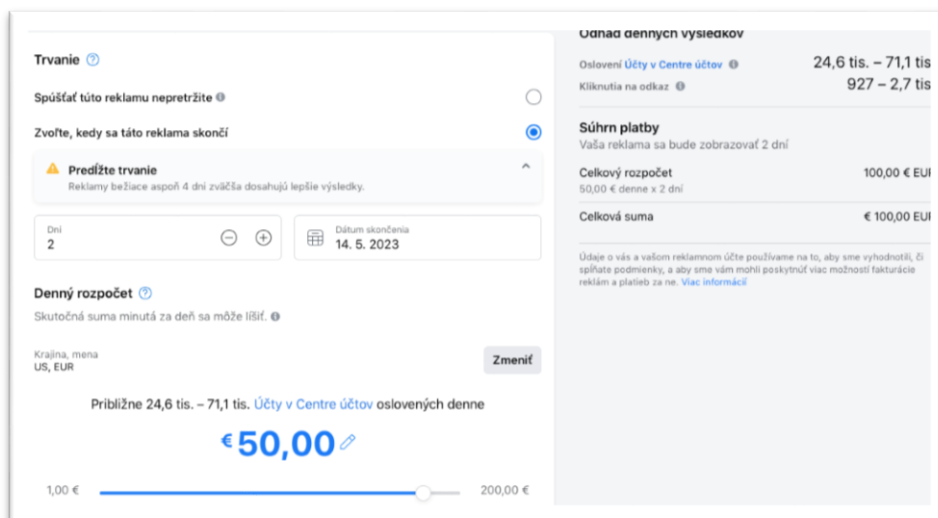 Trvanie
Spúšťať túto reklamu nepretržite
Zvoľte, kedy sa táto reklama skončí
Predĺžte trvanie
Reklamy bežiace aspoň 4 dni zväčša dosahujú lepšie výsledky.
Dni
2
Dátum skončenia
14. 5. 2023
Denný rozpočet
Skutočná suma minutá za deň sa môže líšiť.
Krajina, mena
US, EUR
Zmeniť
Približne 24,6 tis. – 71,1 tis. Účty v Centre účtov oslovených denne
€ 50,00
1,00 €
200,00 €
Odhad denných výsledkov
Oslovení Účty v Centre účtov
24,6 tis. – 71,1 tis
Kliknutia na odkaz
927 – 2,7 tis
Súhrn platby
Vaša reklama sa bude zobrazovať 2 dní
Celkový rozpočet
100,00 € EUR
50,00 € denne x 2 dní
Celková suma
€ 100,00 EUR
Údaje o vás a vašom reklamnom účte používame na to, aby sme vyhodnotili, či
spĺňate podmienky, a aby sme vám mohli poskytnúť viac možností fakturácie
reklám a platieb za ne. Viac informácií